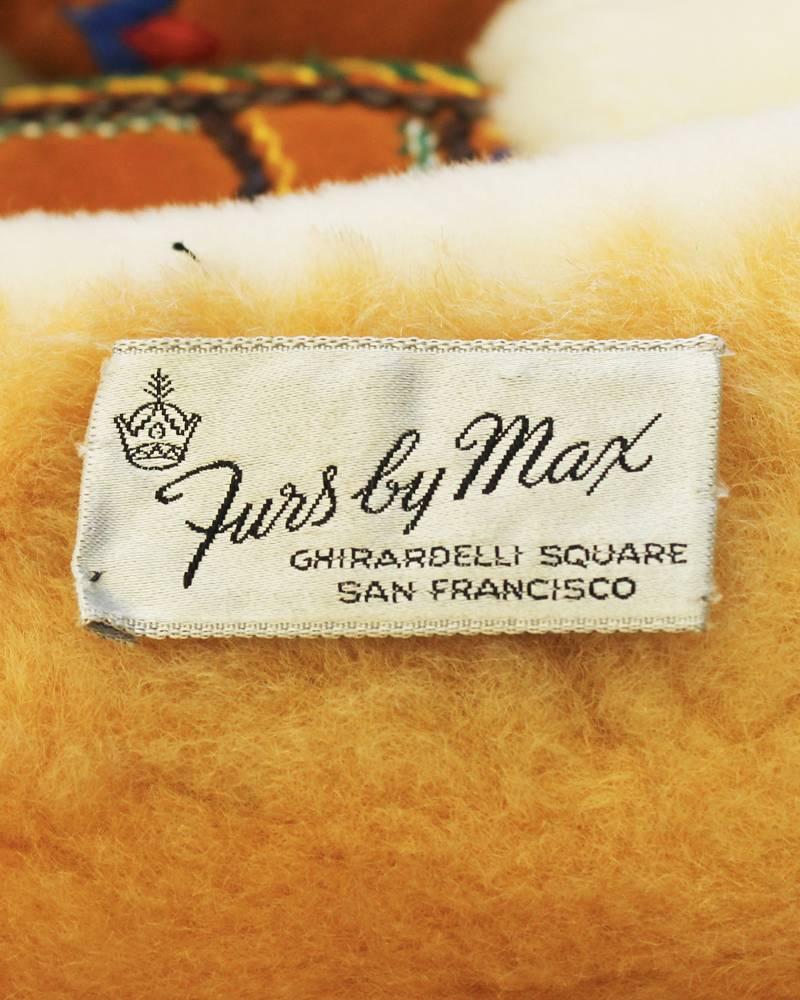 Furs by Max
GHIRARDELLI SQUARE
SAN FRANCISCO